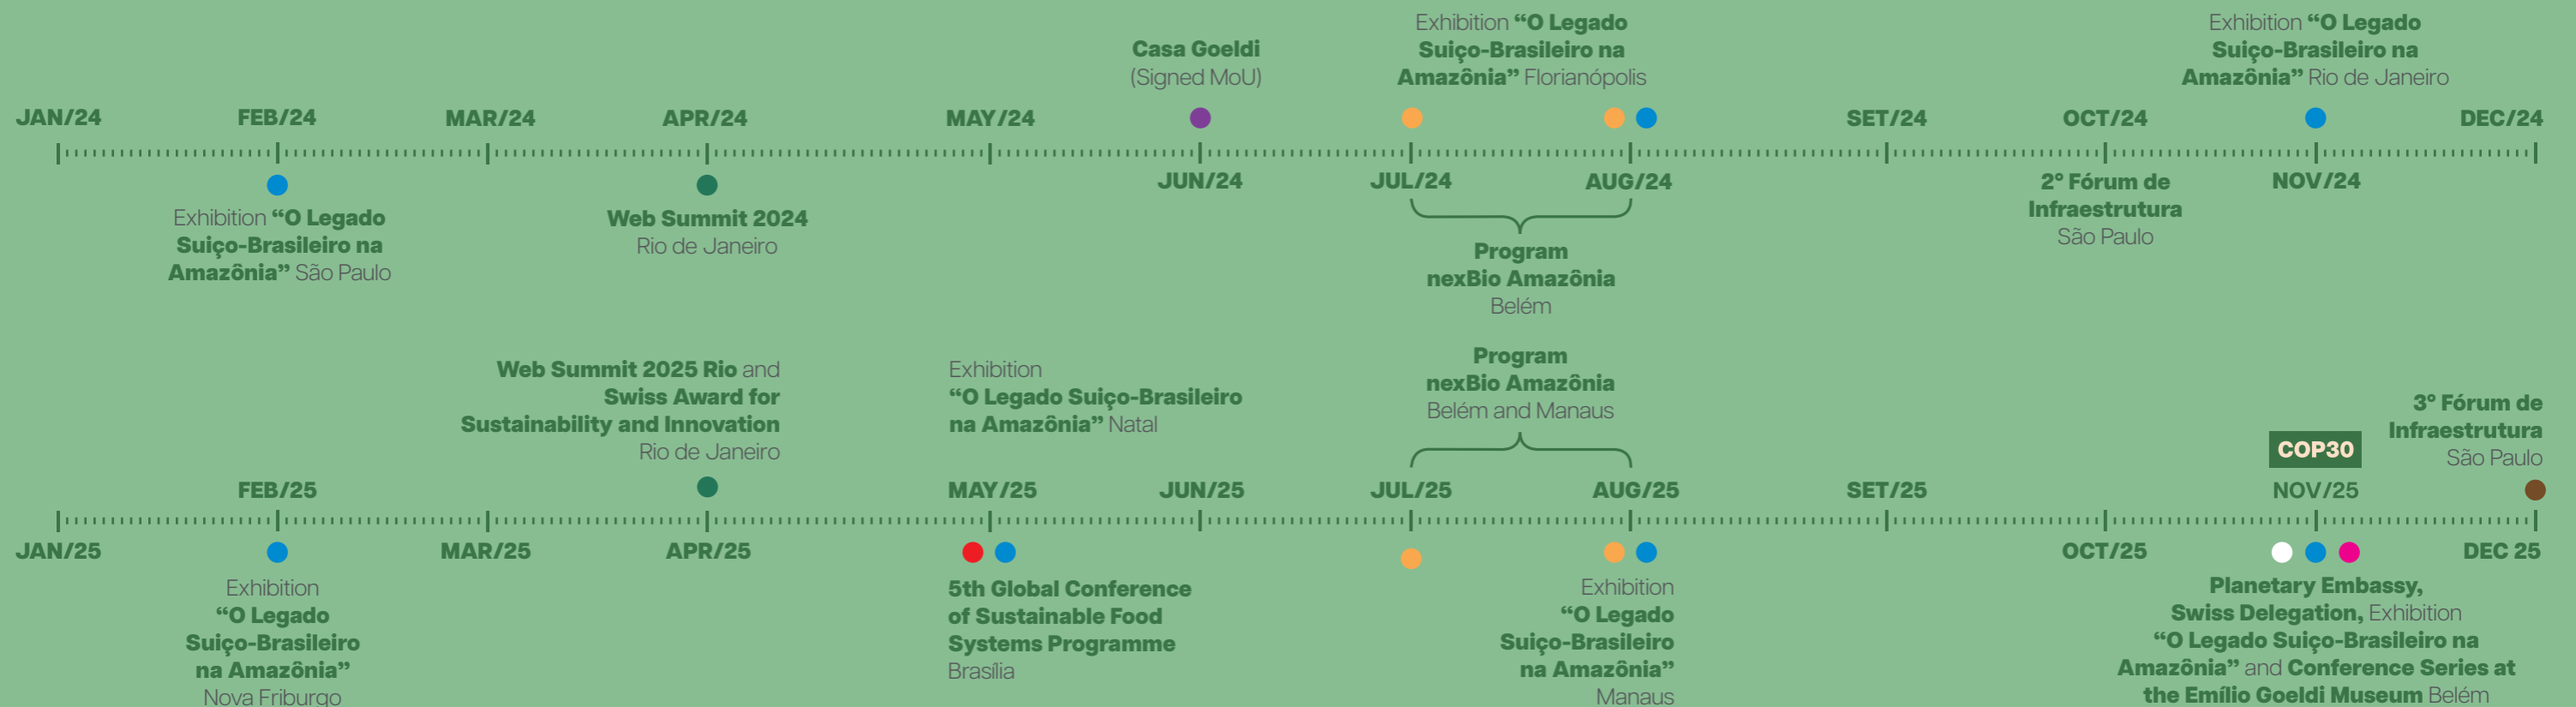 Casa Goeldi
(Signed MoU)
Exhibition “O Legado
Suiço-Brasileiro na
Amazônia” Florianópolis
Exhibition “O Legado
Suiço-Brasileiro na
Amazônia” Rio de Janeiro
JAN/24
FEB/24
MAR/24
APR/24
MAY/24
SET/24
OCT/24
DEC/24
JUN/24
JUL/24
AUG/24
NOV/24
Exhibition “O Legado
Suiço-Brasileiro na
Amazônia” São Paulo
Web Summit 2024
Rio de Janeiro
Program
nexBio Amazônia
Belém
2° Fórum de
Infraestrutura
São Paulo
Web Summit 2025 Rio and
Swiss Award for
Sustainability and Innovation
Rio de Janeiro
Exhibition
“O Legado Suiço-Brasileiro
na Amazônia” Natal
Program
nexBio Amazônia
Belém and Manaus
COP30
3° Fórum de
Infraestrutura
São Paulo
FEB/25
MAY/25
JUN/25
JUL/25
AUG/25
SET/25
NOV/25
JAN/25
MAR/25
APR/25
OCT/25
DEC 25
Exhibition
“O Legado
Suiço-Brasileiro
na Amazônia”
Nova Friburgo
5th Global Conference
of Sustainable Food
Systems Programme
Brasília
Exhibition
“O Legado
Suiço-Brasileiro
na Amazônia”
Manaus
Planetary Embassy,
Swiss Delegation, Exhibition
“O Legado Suiço-Brasileiro na
Amazônia” and Conference Series at
the Emílio Goeldi Museum Belém